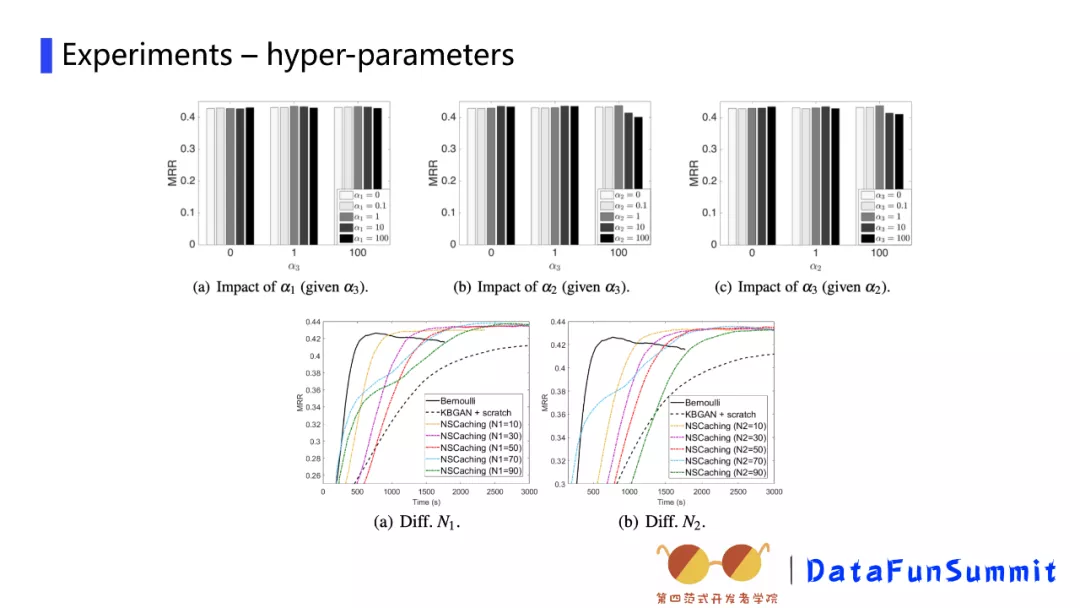 Experiments – hyper-parameters
MRR
0.4
0.3
0.2
0.1
0
α₁ = 0
α₁ = 0.1
α₁ = 1
α₁ = 10
α₁ = 100
0 1 100
α₃
(a) Impact of α₁ (given α₃).
MRR
0.4
0.3
0.2
0.1
0
α₂ = 0
α₂ = 0.1
α₂ = 1
α₂ = 10
α₂ = 100
0 1 100
α₃
(b) Impact of α₂ (given α₃).
MRR
0.4
0.3
0.2
0.1
0
α₃ = 0
α₃ = 0.1
α₃ = 1
α₃ = 10
α₃ = 100
0 1 100
α₂
(c) Impact of α₃ (given α₂).
MRR
0.44
0.42
0.4
0.38
0.36
0.34
0.32
0.3
0.28
0.26
Bernoulli
KBGAN + scratch
NSCaching (N1=10)
NSCaching (N1=30)
NSCaching (N1=50)
NSCaching (N1=70)
NSCaching (N1=90)
0 500 1000 1500 2000 2500 3000
Time (s)
(a) Diff. N₁.
MRR
0.44
0.42
0.4
0.38
0.36
0.34
0.32
0.3
Bernoulli
KBGAN + scratch
NSCaching (N2=10)
NSCaching (N2=30)
NSCaching (N2=50)
NSCaching (N2=70)
NSCaching (N2=90)
500 1000 1500 2000 2500 3000
Time (s)
(b) Diff. N₂.
第四范式开发者学院
DataFunSummit